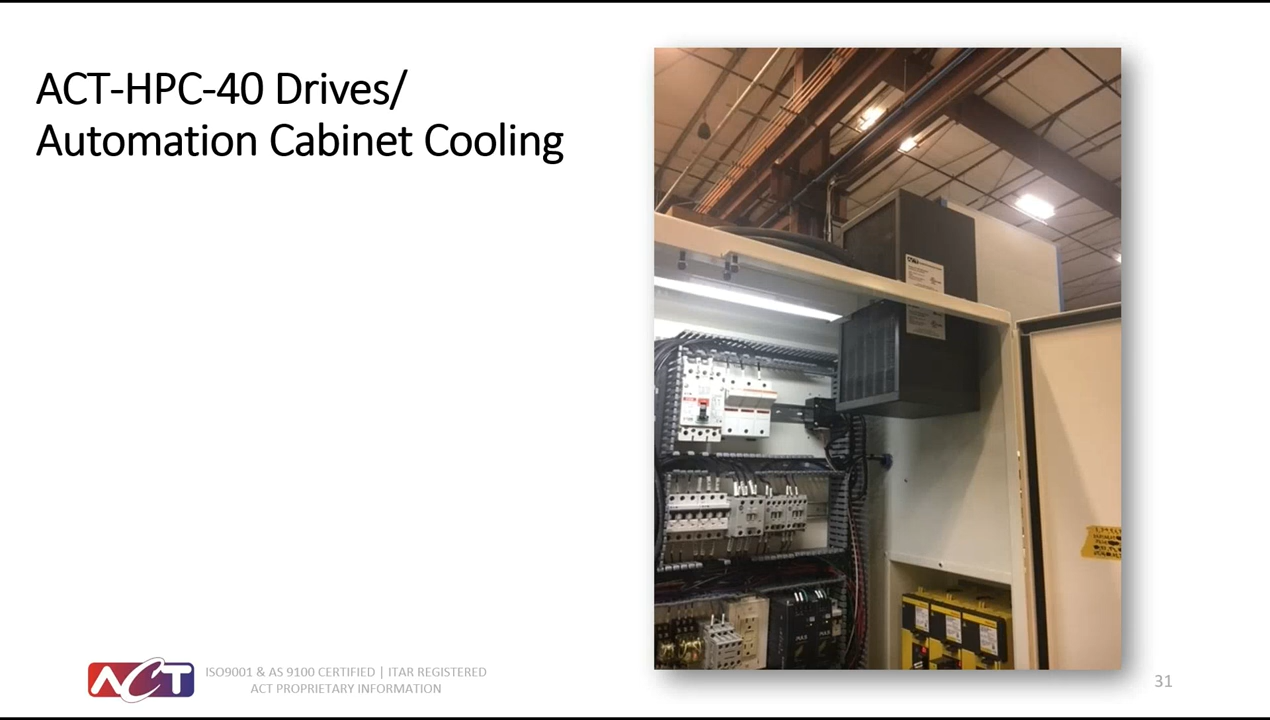 ACT-HPC-40 Drives/
Automation Cabinet Cooling
ACT
ISO9001 & AS 9100 CERTIFIED | ITAR REGISTERED
ACT PROPRIETARY INFORMATION
31